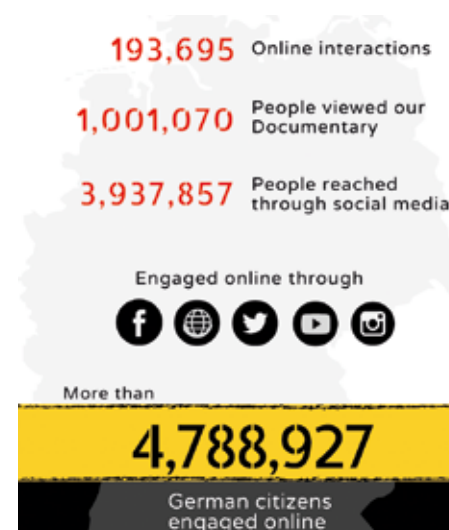 193,695 Online interactions
1,001,070 People viewed our
Documentary
3,937,857 People reached
through social media
Engaged online through
More than
4,788,927
German citizens
engaged online